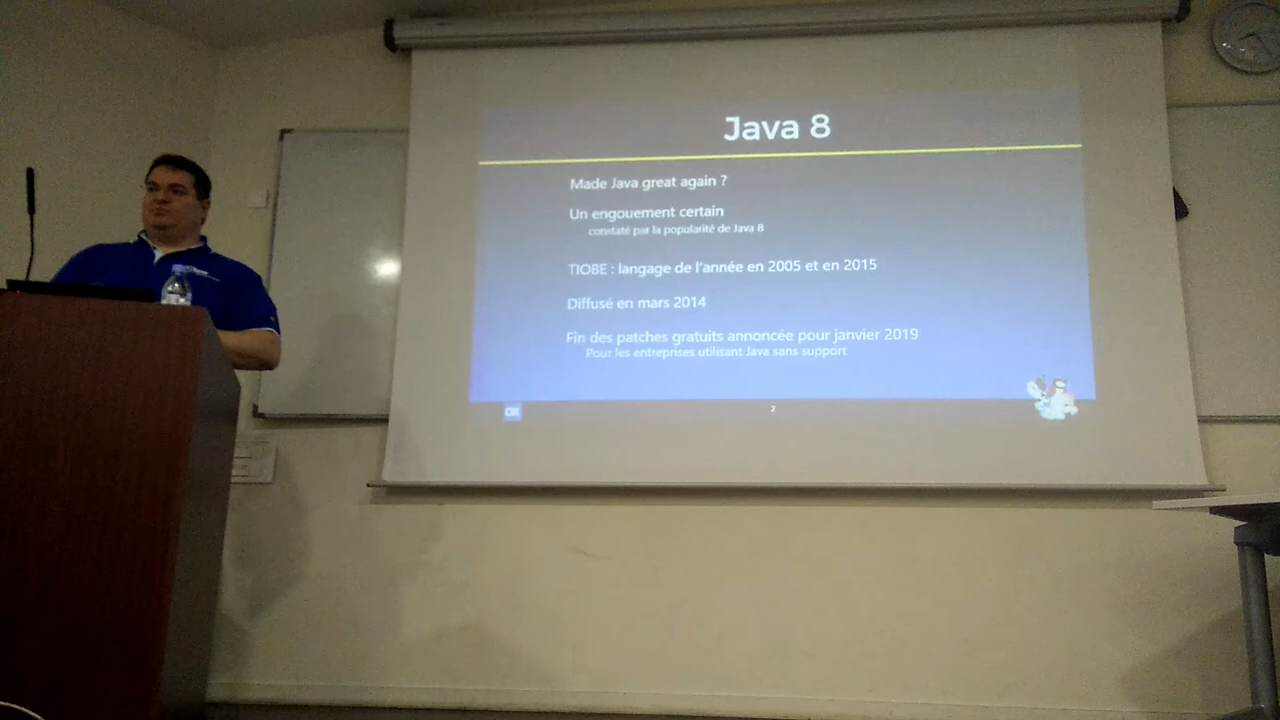 Java 8
Made Java great again ?
Un engouement certain
constaté par la popularité de Java 8
TIOBE : langage de l'année en 2005 et en 2015
Diffusé en mars 2014
Fin des patches gratuits annoncée pour janvier 2019
Pour les entreprises utilisant Java sans support
2